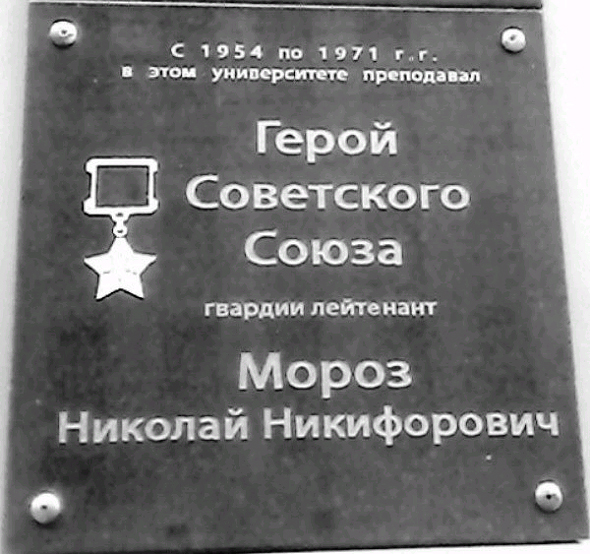 С 1954 по 1971 г.г.
в этом университете преподавал
Герой
Советского
Союза
гвардии лейтенант
Мороз
Николай Никифорович